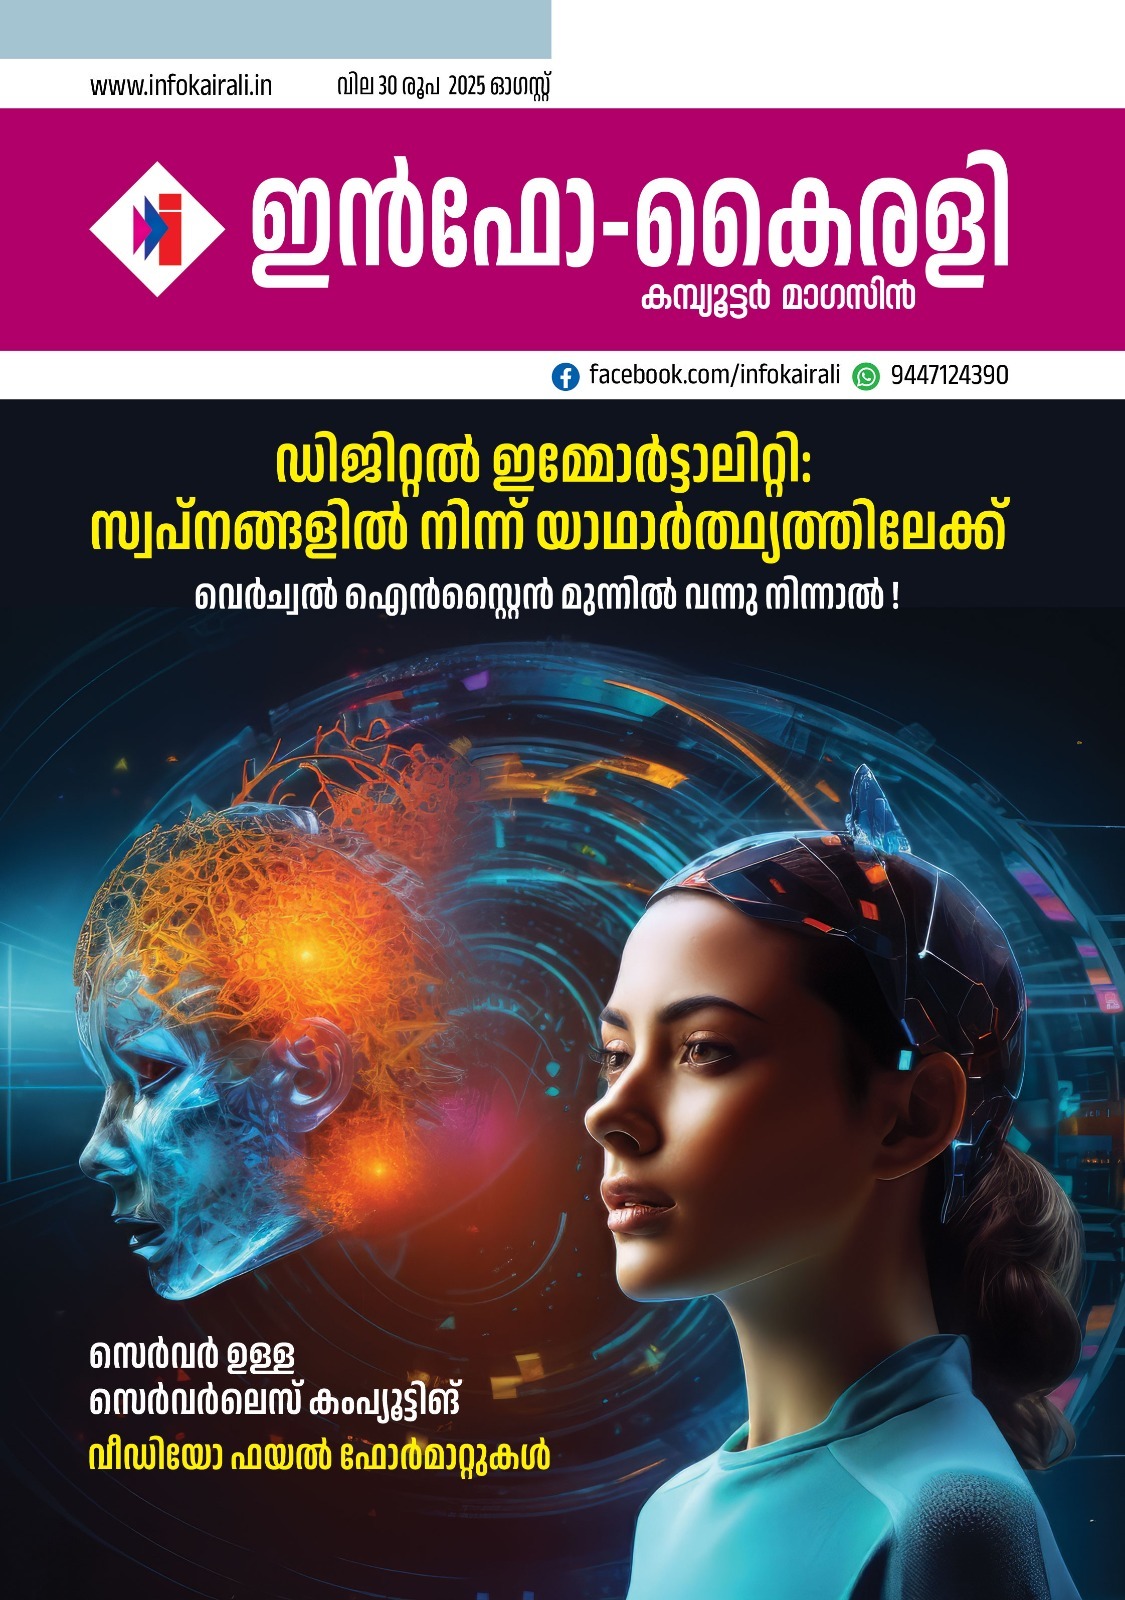 www.infokairali.in വില 30 രൂപ 2025 ഓഗസ്റ്റ്
ഇൻഫോ-കൈരളി
കമ്പ്യൂട്ടർ മാഗസിൻ
facebook.com/infokairali 9447124390
ഡിജിറ്റൽ ഇമ്മോർട്ടാലിറ്റി:
സ്വപ്നങ്ങളിൽ നിന്ന് യാഥാർത്ഥ്യത്തിലേക്ക്
വെർച്വൽ ഐൻസ്റ്റൈൻ മുന്നിൽ വന്നു നിന്നാൽ !
സെർവർ ഉള്ള
സെർവർലെസ് കംപ്യൂട്ടിങ്
വീഡിയോ ഫയൽ ഫോർമാറ്റുകൾ